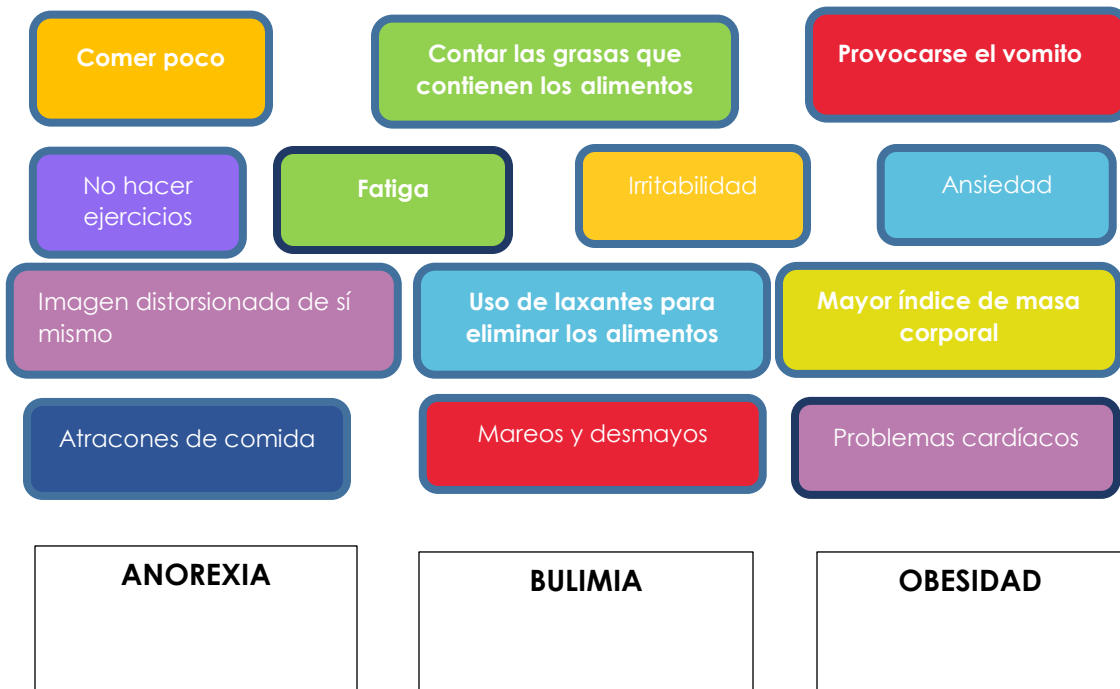 Comer poco
Contar las grasas que
contienen los alimentos
Provocarse el vomito
No hacer
ejercicios
Fatiga
Irritabilidad
Ansiedad
Imagen distorsionada de sí
mismo
Uso de laxantes para
eliminar los alimentos
Mayor índice de masa
corporal
Atracones de comida
Mareos y desmayos
Problemas cardíacos
ANOREXIA
BULIMIA
OBESIDAD